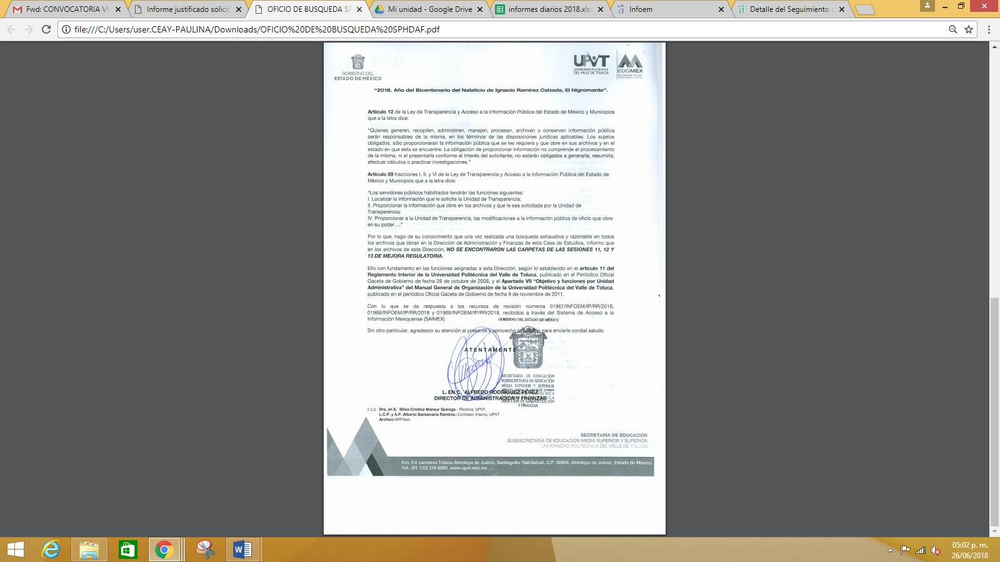 Fwd: CONVOCATORIA VI
Informe justificado solicit
OFICIO DE BUSQUEDA SP
Mi unidad - Google Drive
informes diarios 2018.xls
Infoem
Detalle del Seguimiento
file:///C:/Users/user.CEAY-PAULINA/Downloads/OFICIO%20DE%20BUSQUEDA%20SPHDAF.pdf
GOBIERNO DEL
ESTADO DE MÉXICO
UPVT
UNIVERSIDAD POLITÉCNICA
DEL VALLE DE TOLUCA
EDOMÉX
"2018. Año del Bicentenario del Natalicio de Ignacio Ramírez Calzada, El Nigromante".
Artículo 12 de la Ley de Transparencia y Acceso a la Información Pública del Estado de México y Municipios
que a la letra dice:
"Quienes generen, recopilen, administren, manejen, procesen, archiven o conserven información pública
serán responsables de la misma, en los términos de las disposiciones jurídicas aplicables. Los sujetos
obligados, sólo proporcionaran la información pública que se les requiera y que obre en sus archivos y en el
estado en que esta se encuentre. La obligación de proporcionar información no comprende el procesamiento
de la misma, ni el presentarla conforme al interés del solicitante; no estarán obligados a generarla, resumirla,
efectuar cálculos o practicar investigaciones."
Artículo 59 fracciones I, II. y VI de la Ley de Transparencia y Acceso a la Información Pública del Estado de
México y Municipios que a la letra dice:
"Los servidores públicos habilitados tendrán las funciones siguientes:
I. Localizar la información que le solicite la Unidad de Transparencia;
II. Proporcionar la información que obre en los archivos y que le sea solicitada por la Unidad de
Transparencia;
IV. Proporcionar a la Unidad de Transparencia, las modificaciones a la información pública de oficio que obre
en su poder...;"
Por lo que, hago de su conocimiento que una vez realizada una búsqueda exhaustiva y razonable en todos
los archivos que obran en la Dirección de Administración y Finanzas de esta Casa de Estudios, informo que
en los archivos de esta Dirección, NO SE ENCONTRARON LAS CARPETAS DE LAS SESIONES 11, 12 Y
13 DE MEJORA REGULATORIA.
Ello con fundamento en las funciones asignadas a esta Dirección, según lo establecido en el artículo 11 del
Reglamento Interior de la Universidad Politécnica del Valle de Toluca, publicado en el Periódico Oficial
Gaceta de Gobierno de fecha 28 de octubre de 2008, y el Apartado VII "Objetivo y funciones por Unidad
Administrativa" del Manual General de Organización de la Universidad Politécnica del Valle de Toluca,
publicado en el periódico Oficial Gaceta de Gobierno de fecha 9 de noviembre de 2011.
Con lo que se da respuesta a los recursos de revisión números 01967/INFOEM/IP/RR/2018,
01968/INFOEM/IP/RR/2018 y 01969/INFOEM/IP/RR/2018, recibidos a través del Sistema de Acceso a la
Información Mexiquense (SAIMEX).
GOBIERNO DEL ESTADO DE MÉXICO
Sin otro particular, agradezco su atención al presente y aprovecho la ocasión para enviarle cordial saludo.
ATENTAMENTE
SECRETARÍA DE EDUCACIÓN
SUBSECRETARÍA DE EDUCACIÓN
MEDIA SUPERIOR Y SUPERIOR
L. EN C. ALFREDO RODRÍGUEZ PÉREZ
DIRECTOR DE ADMINISTRACIÓN Y FINANZAS
DIRECCIÓN DE ADMINISTRACIÓN
Y FINANZAS
c.c.p. Dra. en E. Silvia Cristina Manzur Quiroga.- Rectora, UPVT.
L.C.P. y A.P. Alberto Santamaría Ramírez.-Contralor Interno, UPVT.
Archivo/ARP/lem.
SECRETARÍA DE EDUCACIÓN
SUBSECRETARÍA DE EDUCACIÓN MEDIA SUPERIOR Y SUPERIOR
UNIVERSIDAD POLITÉCNICA DEL VALLE DE TOLUCA
Km. 5.6 carretera Toluca-Almoloya de Juárez, Santiaguito Tlalcilalcali, C.P. 50904, Almoloya de Juárez, Estado de México.
Tel.: (01 722) 276 6060. www.upvt.edu.mx
05:02 p. m.
26/06/2018